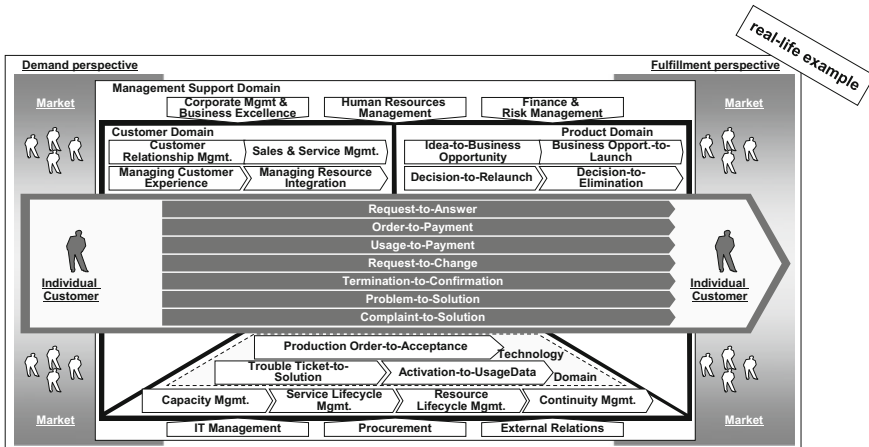 real-life example
Demand perspective
Fulfillment perspective
Market
Market
Management Support Domain
Corporate Mgmt &
Business Excellence
Human Resources
Management
Finance &
Risk Management
Customer Domain
Product Domain
Customer
Relationship Mgmt.
Sales & Service Mgmt.
Idea-to-Business
Opportunity
Business Opport.-to-
Launch
Managing Customer
Experience
Managing Resource
Integration
Decision-to-Relaunch
Decision-to-
Elimination
Request-to-Answer
Order-to-Payment
Usage-to-Payment
Request-to-Change
Termination-to-Confirmation
Problem-to-Solution
Complaint-to-Solution
Individual
Customer
Individual
Customer
Production Order-to-Acceptance
Technology
Trouble Ticket-to-
Solution
Activation-to-UsageData
Domain
Capacity Mgmt.
Service Lifecycle
Mgmt.
Resource
Lifecycle Mgmt.
Continuity Mgmt.
Market
Market
IT Management
Procurement
External Relations